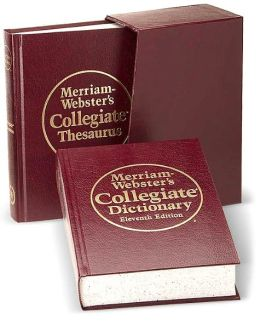 Merriam-
Webster's
Collegiate®
Thesaurus
Merriam-
Webster's
Collegiate®
Dictionary
Eleventh Edition